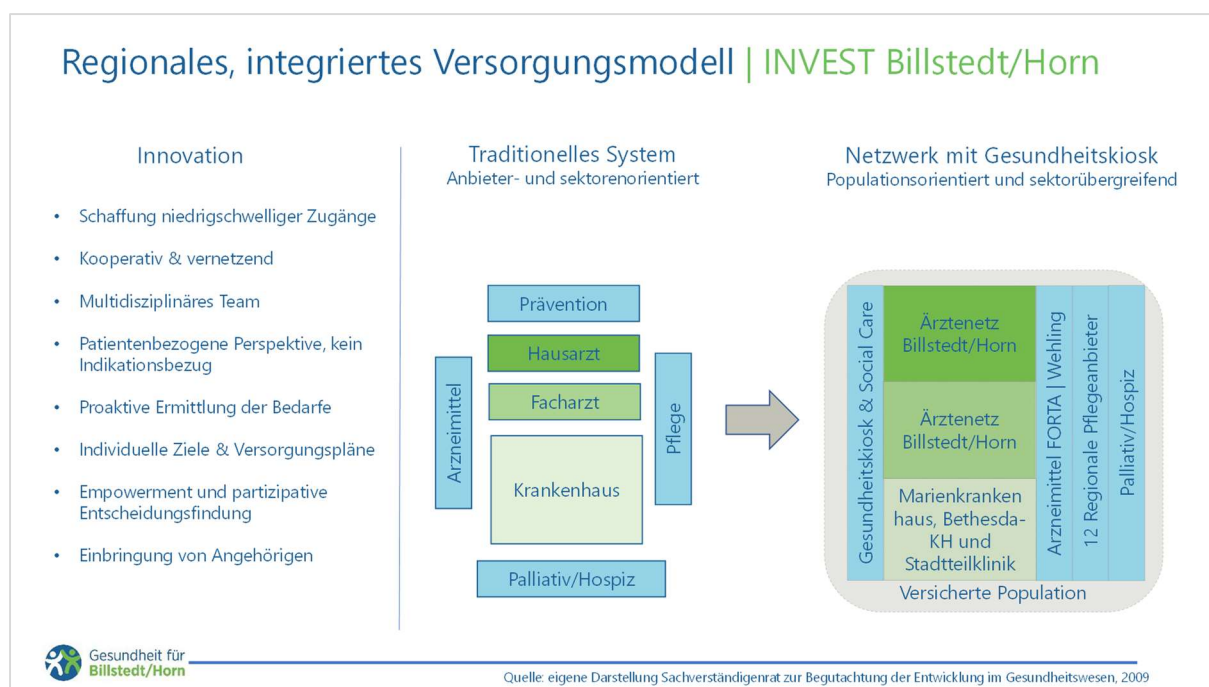 Regionales, integriertes Versorgungsmodell | INVEST Billstedt/Horn
Innovation
• Schaffung niedrigschwelliger Zugänge
• Kooperativ & vernetzend
• Multidisziplinäres Team
• Patientenbezogene Perspektive, kein
Indikationsbezug
• Proaktive Ermittlung der Bedarfe
• Individuelle Ziele & Versorgungspläne
• Empowerment und partizipative
Entscheidungsfindung
• Einbringung von Angehörigen
Traditionelles System
Anbieter- und sektorenorientiert
Prävention
Hausarzt
Facharzt
Krankenhaus
Arzneimittel
Pflege
Palliativ/Hospiz
Netzwerk mit Gesundheitskiosk
Populationsorientiert und sektorübergreifend
Gesundheitskiosk & Social Care
Ärztenetz
Billstedt/Horn
Ärztenetz
Billstedt/Horn
Marienkranken
haus, Bethesda-
KH und
Stadtteilklinik
Arzneimittel FORTA | Wehling
12 Regionale Pflegeanbieter
Palliativ/Hospiz
Versicherte Population
Gesundheit für
Billstedt/Horn
Quelle: eigene Darstellung Sachverständigenrat zur Begutachtung der Entwicklung im Gesundheitswesen, 2009